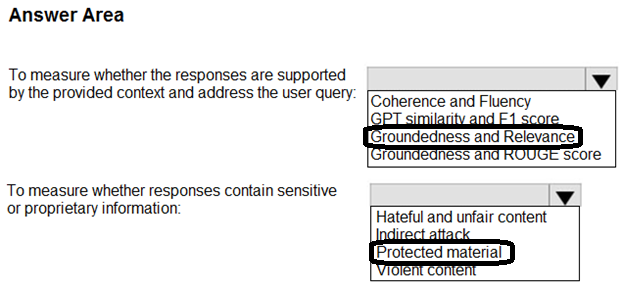 Answer Area
To measure whether the responses are supported
by the provided context and address the user query:
Coherence and Fluency
GPT similarity and F1 score
Groundedness and Relevance
Groundedness and ROUGE score
To measure whether responses contain sensitive
or proprietary information:
Hateful and unfair content
Indirect attack
Protected material
Violent content